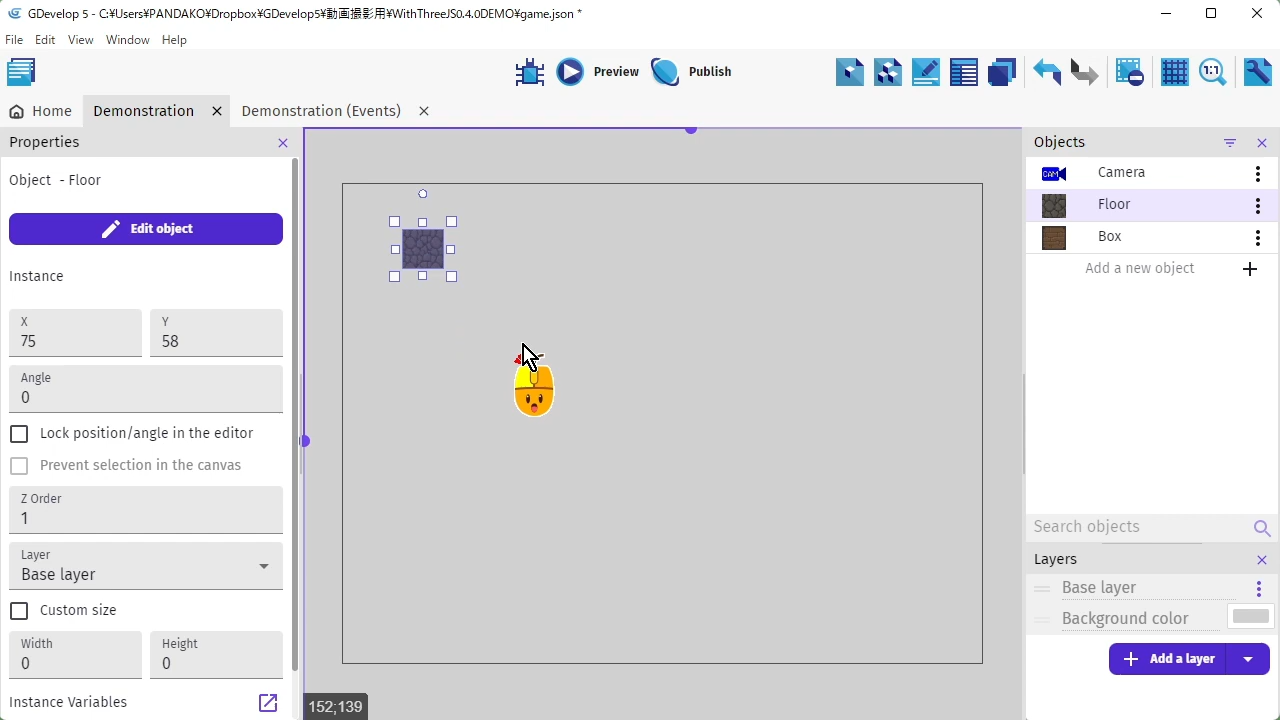 GDevelop 5 - C:¥Users¥PANDAKO¥Dropbox¥GDevelop5¥動画撮影用¥WithThreeJS0.4.0DEMO¥game.json *
File Edit View Window Help
Preview Publish 1:1
Home Demonstration Demonstration (Events)
Properties
Object - Floor
Edit object
Instance
X
75
Y
58
Angle
0
Lock position/angle in the editor
Prevent selection in the canvas
Z Order
1
Layer
Base layer
Custom size
Width
0
Height
0
Instance Variables
152;139
Objects
CAM Camera
Floor
Box
Add a new object
Search objects
Layers
Base layer
Background color
Add a layer